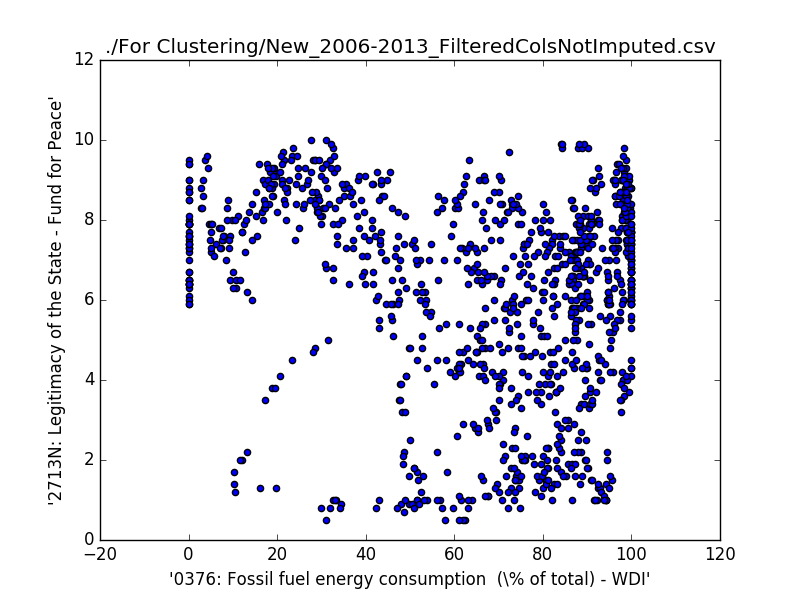 ./For Clustering/New_2006-2013_FilteredColsNotImputed.csv
12
10
8
6
4
2
0
'2713N: Legitimacy of the State - Fund for Peace'
−20 0 20 40 60 80 100 120
'0376: Fossil fuel energy consumption  (\% of total) - WDI'